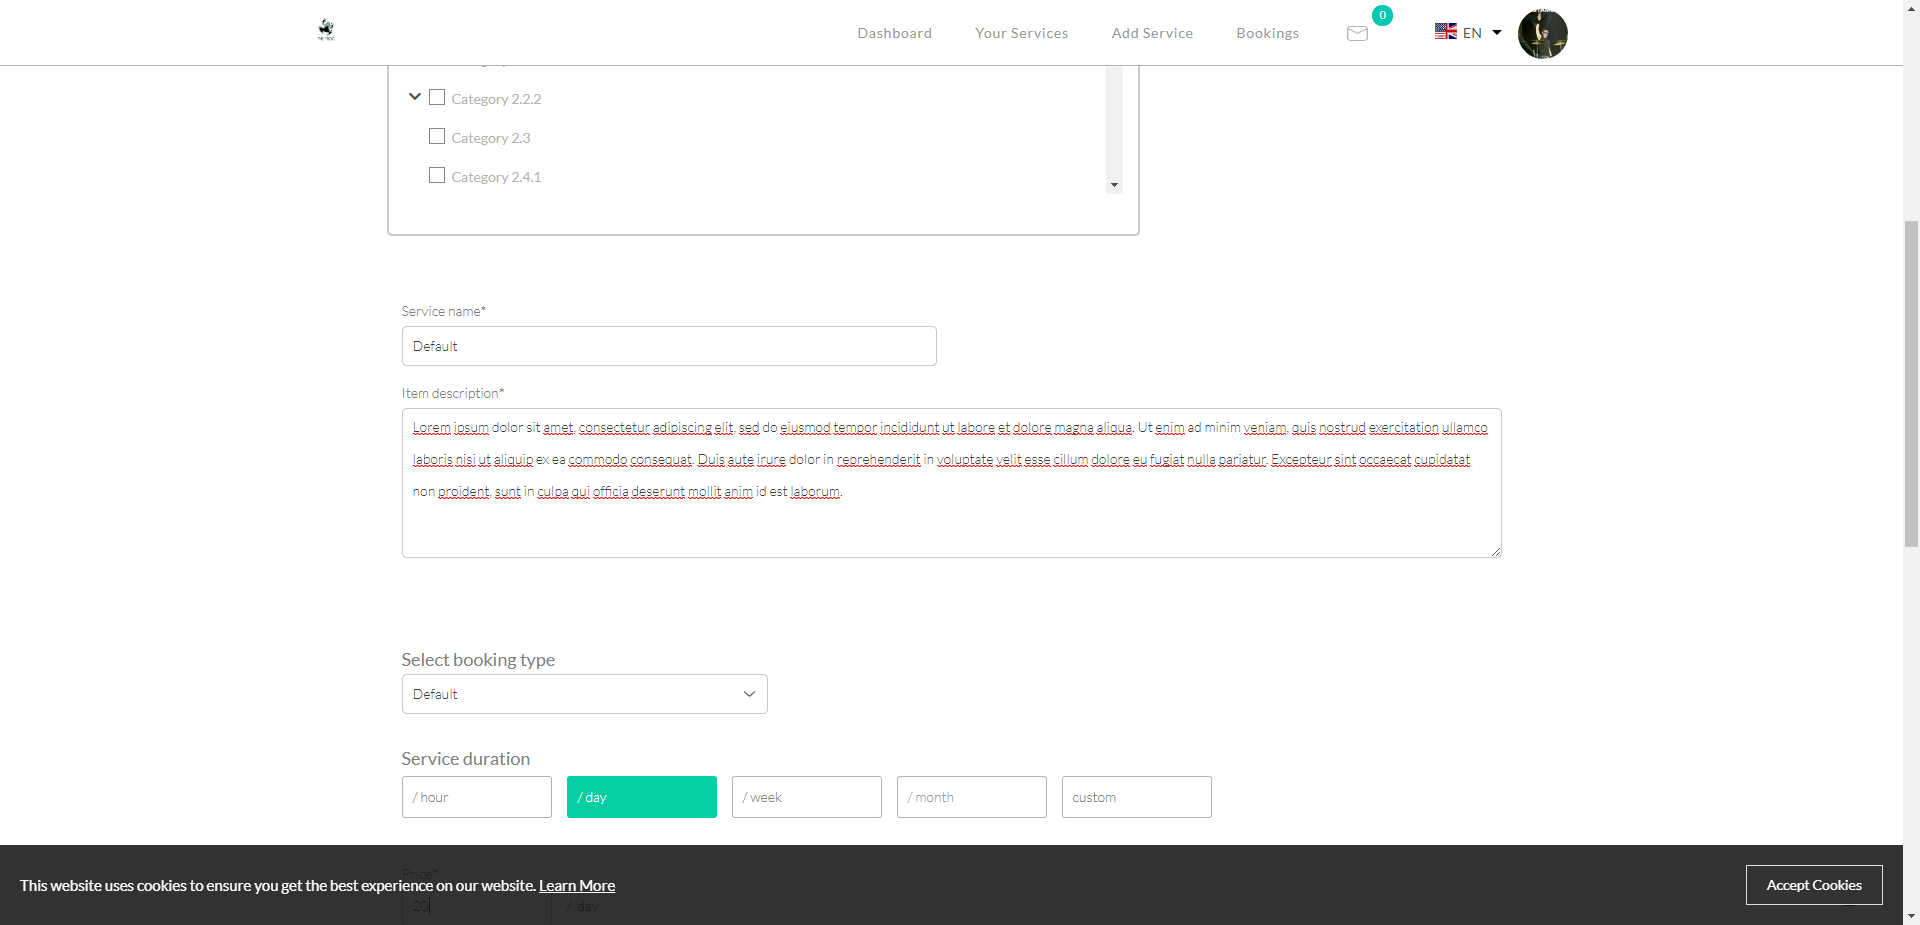 Dashboard
Your Services
Add Service
Bookings
0
EN
Category 2.2.2
Category 2.3
Category 2.4.1
Service name*
Default
Item description*
Lorem ipsum dolor sit amet, consectetur adipiscing elit, sed do eiusmod tempor incididunt ut labore et dolore magna aliqua. Ut enim ad minim veniam, quis nostrud exercitation ullamco
laboris nisi ut aliquip ex ea commodo consequat. Duis aute irure dolor in reprehenderit in voluptate velit esse cillum dolore eu fugiat nulla pariatur. Excepteur sint occaecat cupidatat
non proident, sunt in culpa qui officia deserunt mollit anim id est laborum.
Select booking type
Default
Service duration
/ hour
/ day
/ week
/ month
custom
Price*
This website uses cookies to ensure you get the best experience on our website. Learn More
Accept Cookies
20
/ day